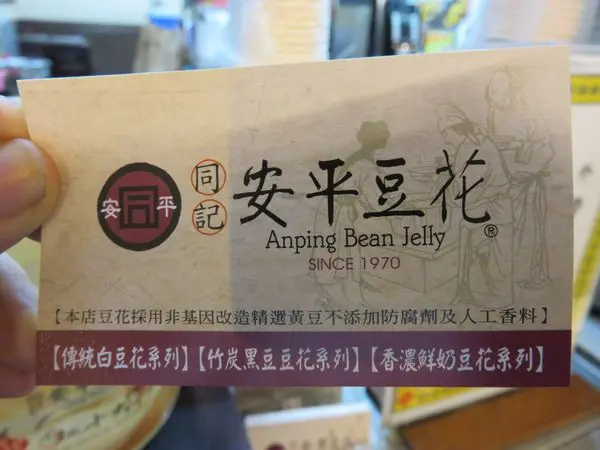 安同平
同記
安平豆花
Anping Bean Jelly ®
SINCE 1970
【本店豆花採用非基因改造精選黃豆不添加防腐劑及人工香料】
【傳統白豆花系列】【竹炭黑豆豆花系列】【香濃鮮奶豆花系列】